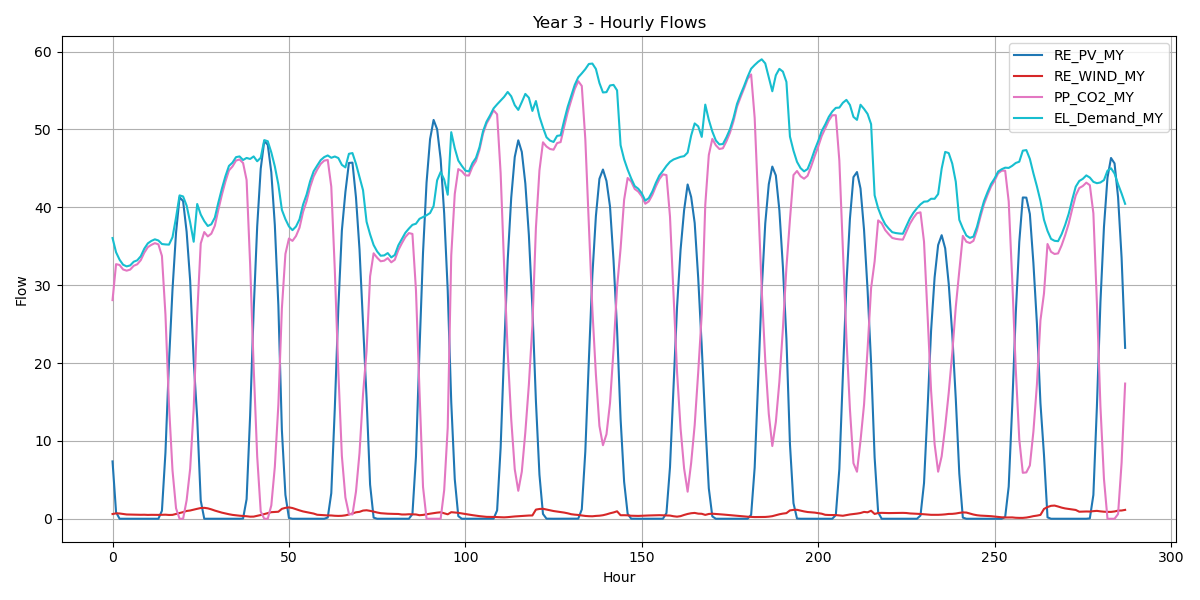 Year 3 - Hourly Flows
RE_PV_MY
RE_WIND_MY
PP_CO2_MY
EL_Demand_MY
60
50
40
30
20
10
0
Flow
0 50 100 150 200 250 300
Hour